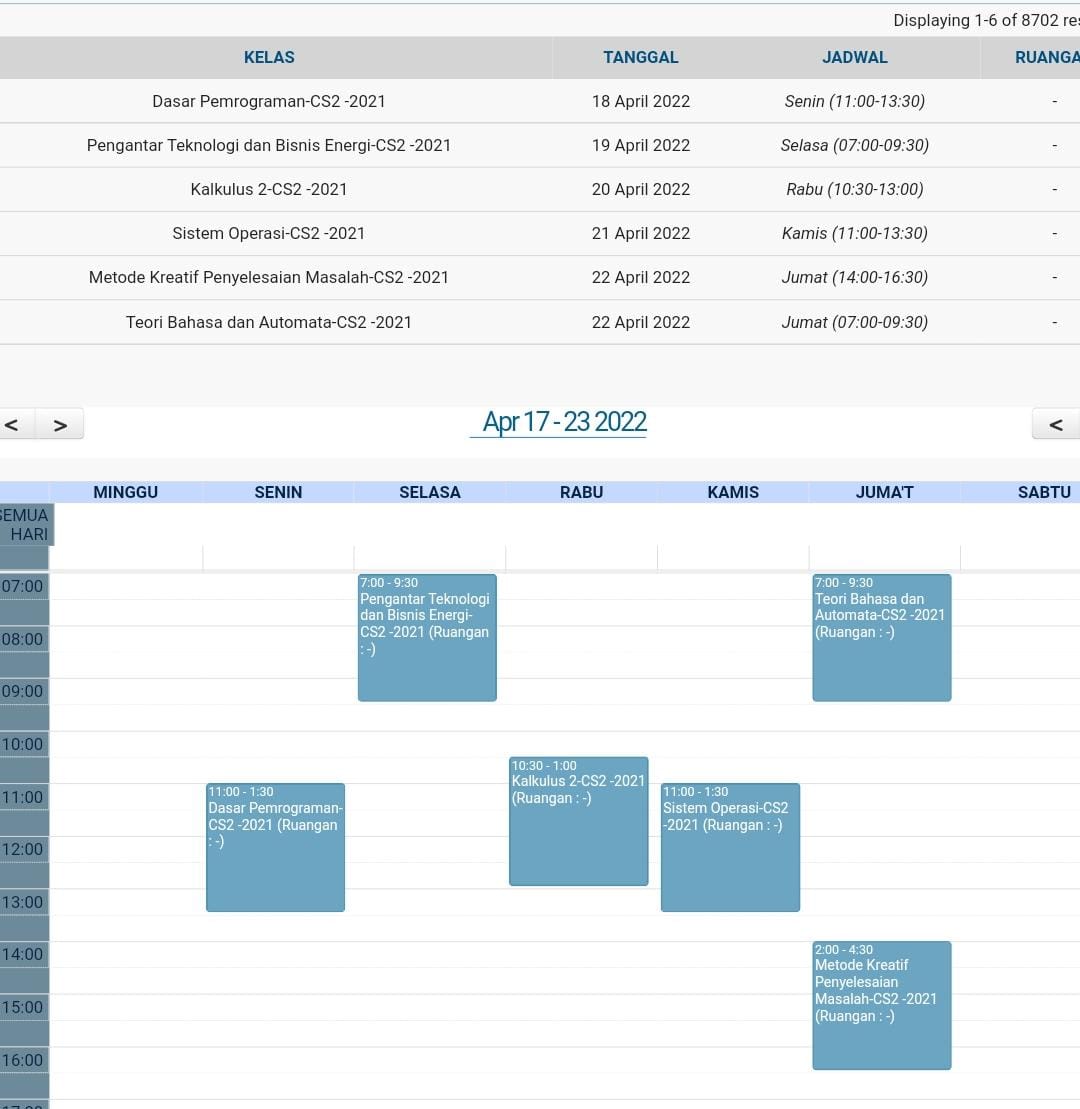 Displaying 1-6 of 8702 res
KELAS TANGGAL JADWAL RUANGA
Dasar Pemrograman-CS2 -2021 18 April 2022 Senin (11:00-13:30) -
Pengantar Teknologi dan Bisnis Energi-CS2 -2021 19 April 2022 Selasa (07:00-09:30) -
Kalkulus 2-CS2 -2021 20 April 2022 Rabu (10:30-13:00) -
Sistem Operasi-CS2 -2021 21 April 2022 Kamis (11:00-13:30) -
Metode Kreatif Penyelesaian Masalah-CS2 -2021 22 April 2022 Jumat (14:00-16:30) -
Teori Bahasa dan Automata-CS2 -2021 22 April 2022 Jumat (07:00-09:30) -
< > Apr 17 - 23 2022 <
MINGGU SENIN SELASA RABU KAMIS JUMA'T SABTU
SEMUA
HARI
07:00
08:00
09:00
10:00
11:00
12:00
13:00
14:00
15:00
16:00
17:00
11:00 - 1:30
Dasar Pemrograman-
CS2 -2021 (Ruangan
: -)
7:00 - 9:30
Pengantar Teknologi
dan Bisnis Energi-
CS2 -2021 (Ruangan
: -)
10:30 - 1:00
Kalkulus 2-CS2 -2021
(Ruangan : -)
11:00 - 1:30
Sistem Operasi-CS2
-2021 (Ruangan : -)
7:00 - 9:30
Teori Bahasa dan
Automata-CS2 -2021
(Ruangan : -)
2:00 - 4:30
Metode Kreatif
Penyelesaian
Masalah-CS2 -2021
(Ruangan : -)